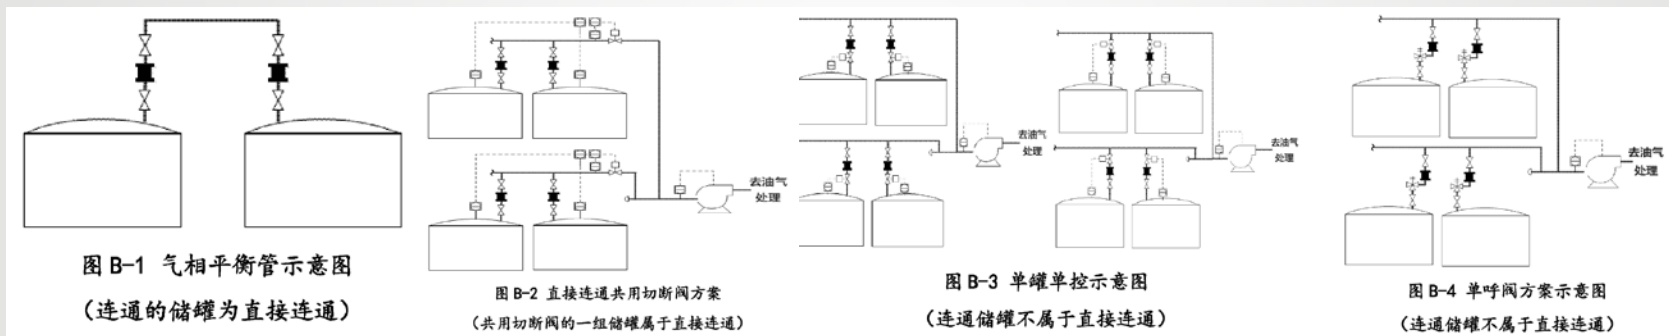 图 B-1 气相平衡管示意图
（连通的储罐为直接连通）
去油气
处理
图 B-2 直接连通共用切断阀方案
（共用切断阀的一组储罐属于直接连通）
去油气
处理
去油气
处理
图 B-3 单罐单控示意图
（连通储罐不属于直接连通）
去油气
处理
图 B-4 单呼阀方案示意图
（连通储罐不属于直接连通）